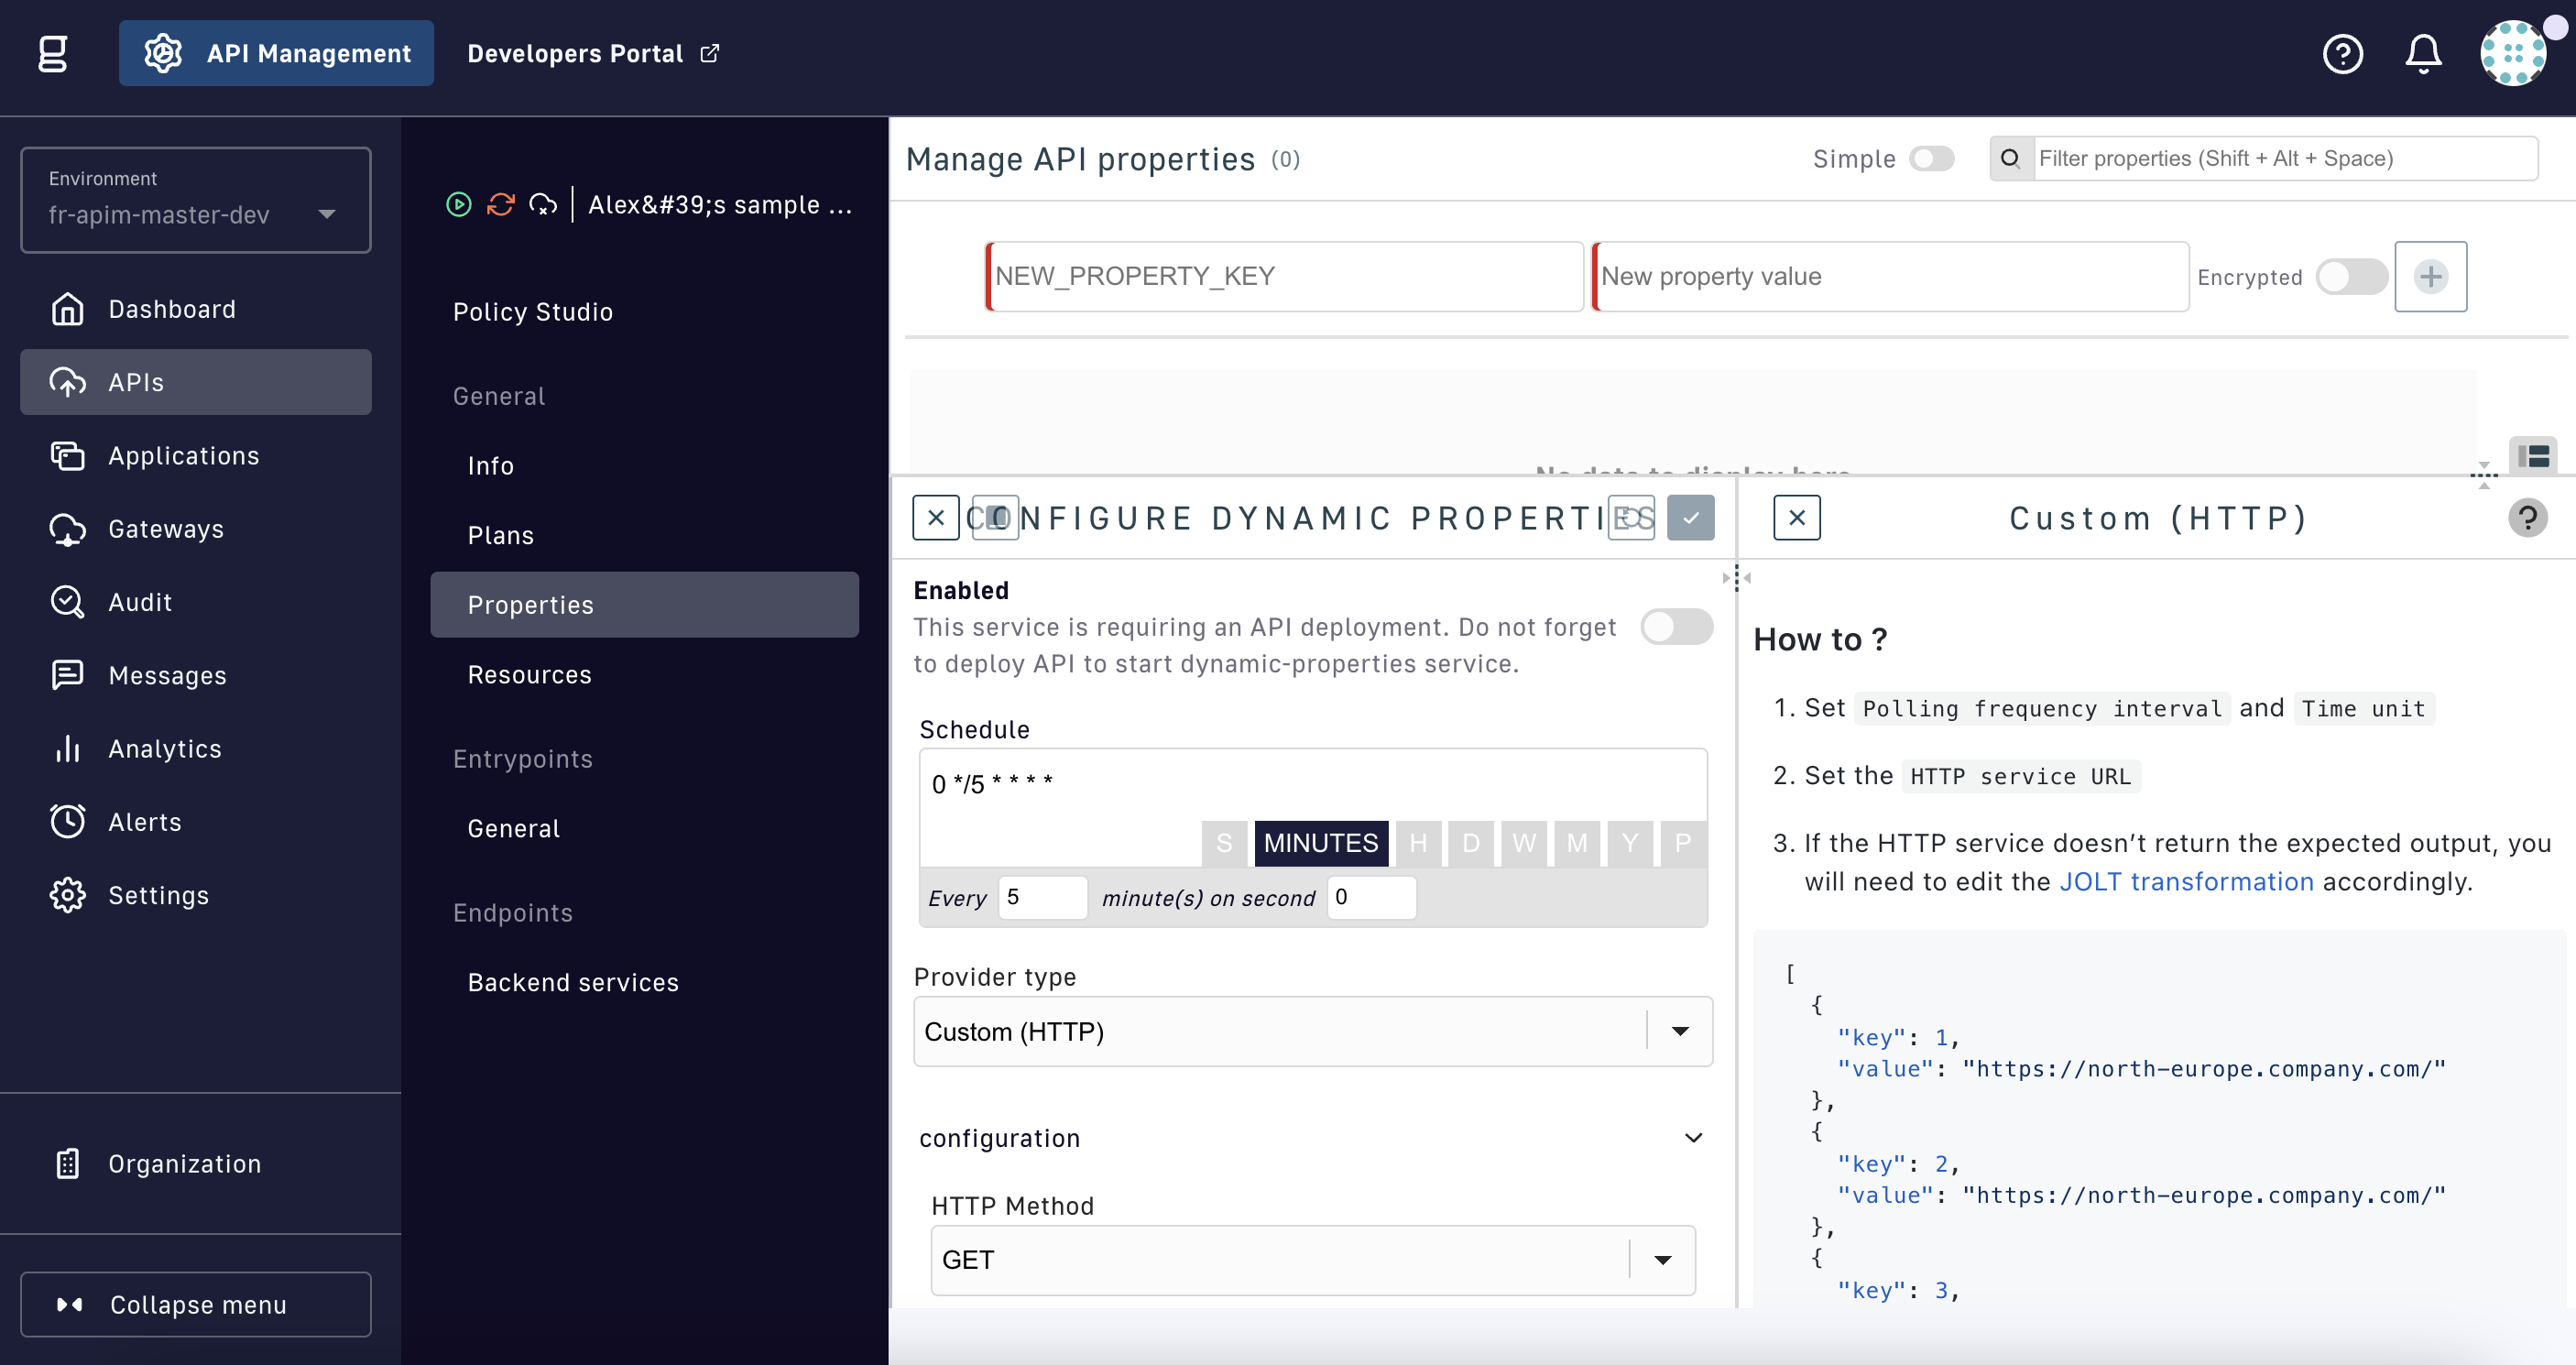 g API Management Developers Portal
Environment
fr-apim-master-dev
Dashboard
APIs
Applications
Gateways
Audit
Messages
Analytics
Alerts
Settings
Organization
Collapse menu
Alex&#39;s sample ...
Policy Studio
General
Info
Plans
Properties
Resources
Entrypoints
General
Endpoints
Backend services
Manage API properties (0)
Simple
Filter properties (Shift + Alt + Space)
NEW_PROPERTY_KEY
New property value
Encrypted
No data to display here
CONFIGURE DYNAMIC PROPERTIES
Enabled
This service is requiring an API deployment. Do not forget
to deploy API to start dynamic-properties service.
Schedule
0 */5 * * * *
S MINUTES H D W M Y P
Every 5 minute(s) on second 0
Provider type
Custom (HTTP)
configuration
HTTP Method
GET
Custom (HTTP)
?
How to ?
1. Set Polling frequency interval and Time unit
2. Set the HTTP service URL
3. If the HTTP service doesn’t return the expected output, you
will need to edit the JOLT transformation accordingly.
[
{
"key": 1,
"value": "https://north-europe.company.com/"
},
{
"key": 2,
"value": "https://north-europe.company.com/"
},
{
"key": 3,